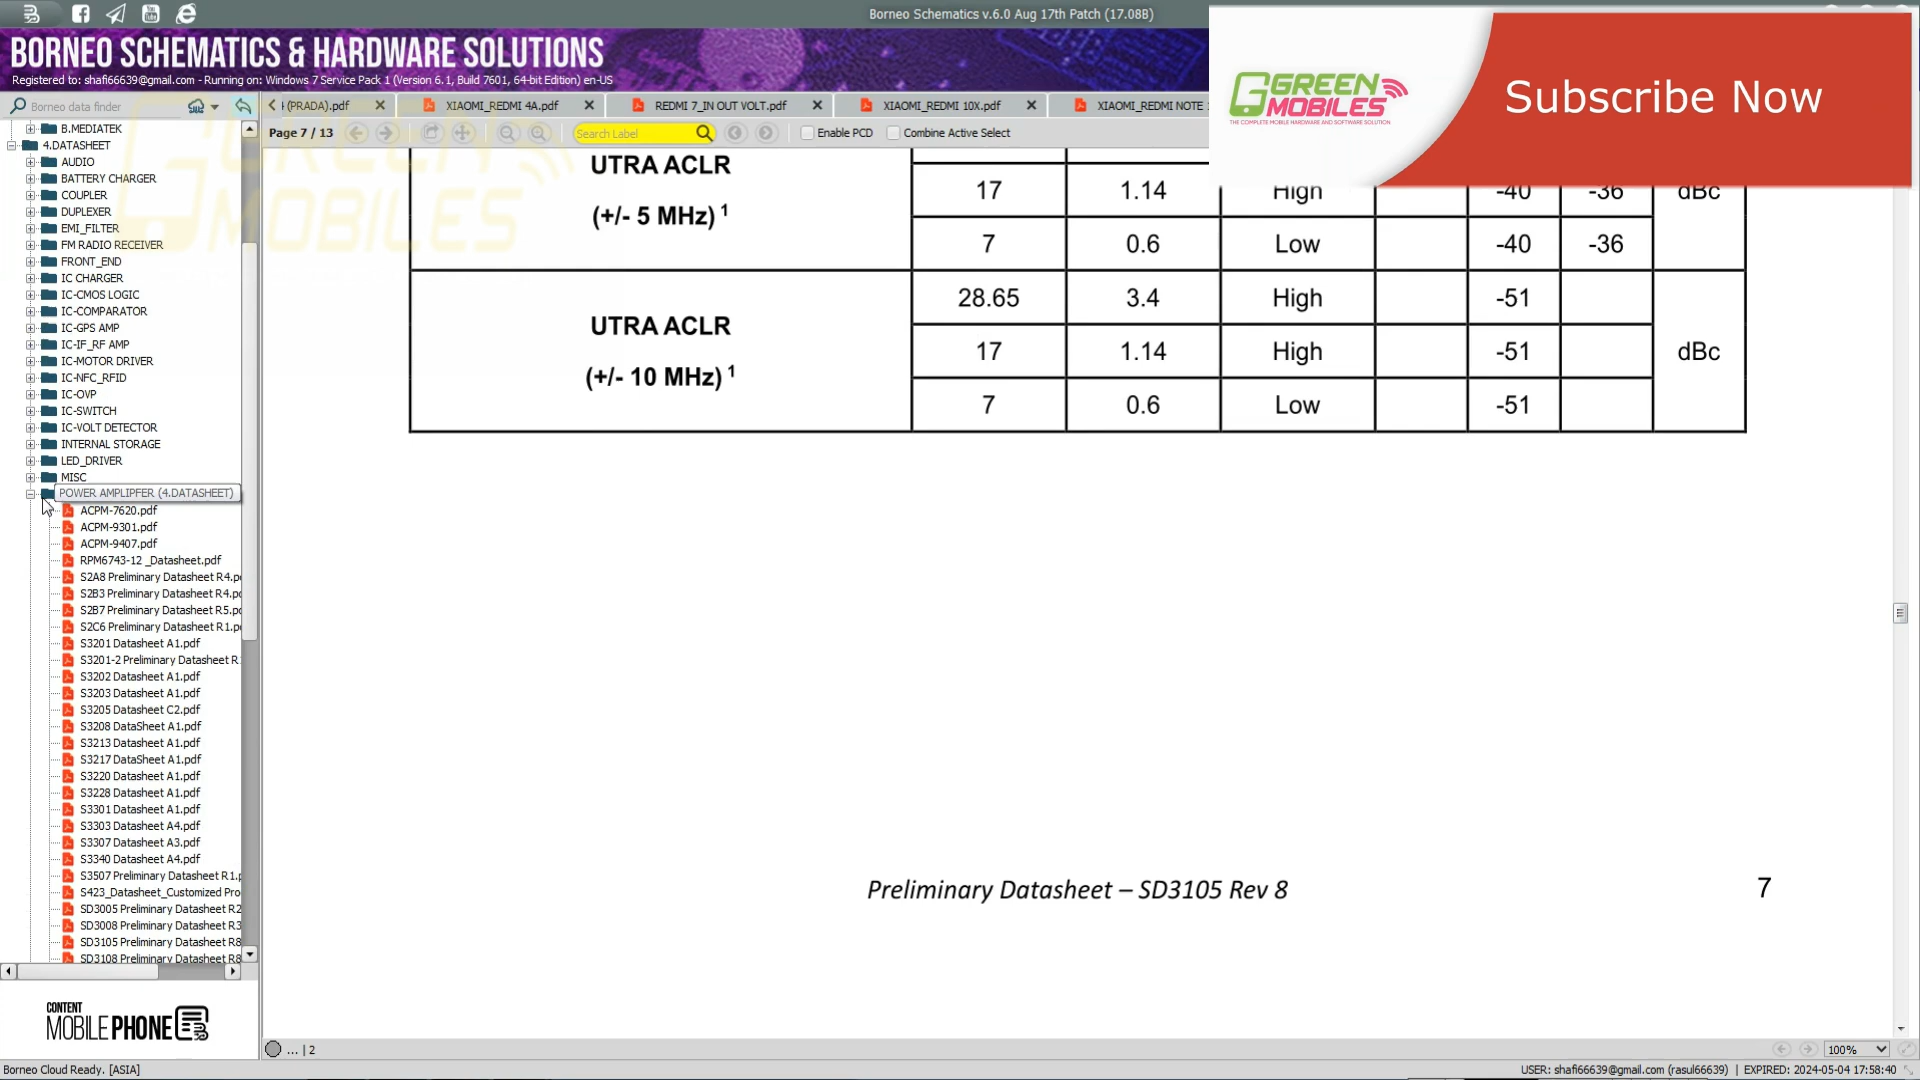 Borneo Schematics v.6.0 Aug 17th Patch (17.08B)
BORNEO SCHEMATICS & HARDWARE SOLUTIONS
Registered to: shafi66639@gmail.com - Running on: Windows 7 Service Pack 1 (Version 6.1, Build 7601, 64-bit Edition) en-US
GREEN MOBILES
THE COMPLETE MOBILE HARDWARE AND SOFTWARE SOLUTION
Subscribe Now
Borneo data finder
(PRADA).pdf
XIAOMI_REDMI 4A.pdf
REDMI 7_IN OUT VOLT.pdf
XIAOMI_REDMI 10X.pdf
XIAOMI_REDMI NOTE
Page 7 / 13
Search Label
Enable PCD
Combine Active Select
B.MEDIATEK
4.DATASHEET
AUDIO
BATTERY CHARGER
COUPLER
DUPLEXER
EMI_FILTER
FM RADIO RECEIVER
FRONT_END
IC CHARGER
IC-CMOS LOGIC
IC-COMPARATOR
IC-GPS AMP
IC-IF_RF AMP
IC-MOTOR DRIVER
IC-NFC_RFID
IC-OVP
IC-SWITCH
IC-VOLT DETECTOR
INTERNAL STORAGE
LED_DRIVER
MISC
POWER AMPLIPFER (4.DATASHEET)
ACPM-7620.pdf
ACPM-9301.pdf
ACPM-9407.pdf
RPM6743-12 _Datasheet.pdf
S2A8 Preliminary Datasheet R4.p
S2B3 Preliminary Datasheet R4.p
S2B7 Preliminary Datasheet R5.p
S2C6 Preliminary Datasheet R1.p
S3201 Datasheet A1.pdf
S3201-2 Preliminary Datasheet R
S3202 Datasheet A1.pdf
S3203 Datasheet A1.pdf
S3205 Datasheet C2.pdf
S3208 DataSheet A1.pdf
S3213 Datasheet A1.pdf
S3217 DataSheet A1.pdf
S3220 Datasheet A1.pdf
S3228 Datasheet A1.pdf
S3301 Datasheet A1.pdf
S3303 Datasheet A4.pdf
S3307 Datasheet A3.pdf
S3340 Datasheet A4.pdf
S3507 Preliminary Datasheet R1.p
S423_Datasheet_Customized Pro
SD3005 Preliminary Datasheet R2
SD3008 Preliminary Datasheet R3
SD3105 Preliminary Datasheet R8
SD3108 Preliminary Datasheet R8
CONTENT
MOBILE PHONE
UTRA ACLR
(+/- 5 MHz) 1
17 1.14 High -40 -36 dBc
7 0.6 Low -40 -36
UTRA ACLR
(+/- 10 MHz) 1
28.65 3.4 High -51
17 1.14 High -51 dBc
7 0.6 Low -51
Preliminary Datasheet – SD3105 Rev 8
7
... | 2
100%
Borneo Cloud Ready. [ASIA]
USER: shafi66639@gmail.com (rasul66639) | EXPIRED: 2024-05-04 17:58:40